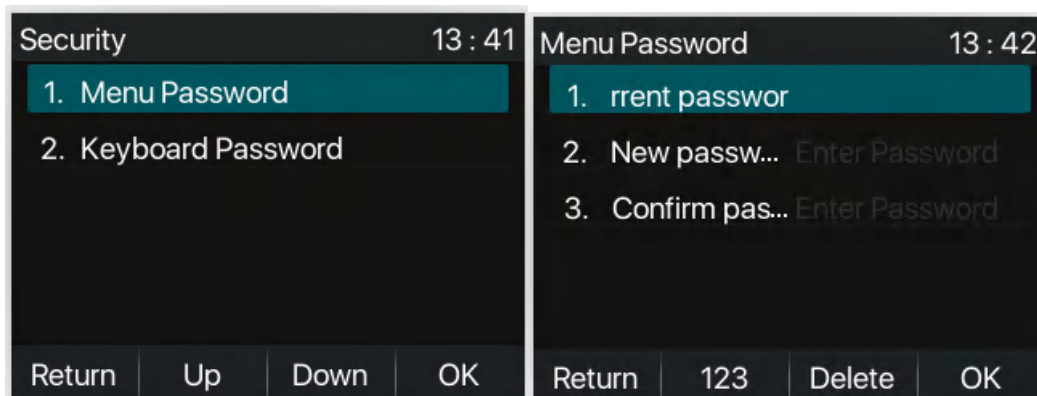 Security 13 : 41
1. Menu Password
2. Keyboard Password
Return Up Down OK
Menu Password 13 : 42
1. rrent passwor
2. New passw... Enter Password
3. Confirm pas... Enter Password
Return 123 Delete OK